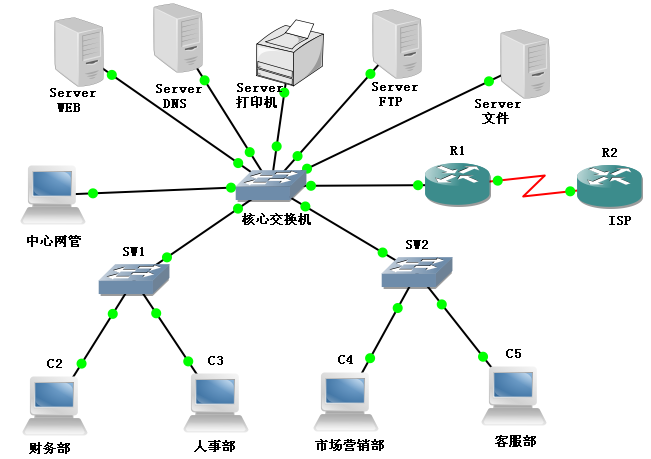 Server
WEB
Server
DNS
Server
打印机
Server
FTP
Server
文件
R1
R2
ISP
中心网管
核心交换机
SW1
SW2
C2
C3
C4
C5
财务部
人事部
市场营销部
客服部